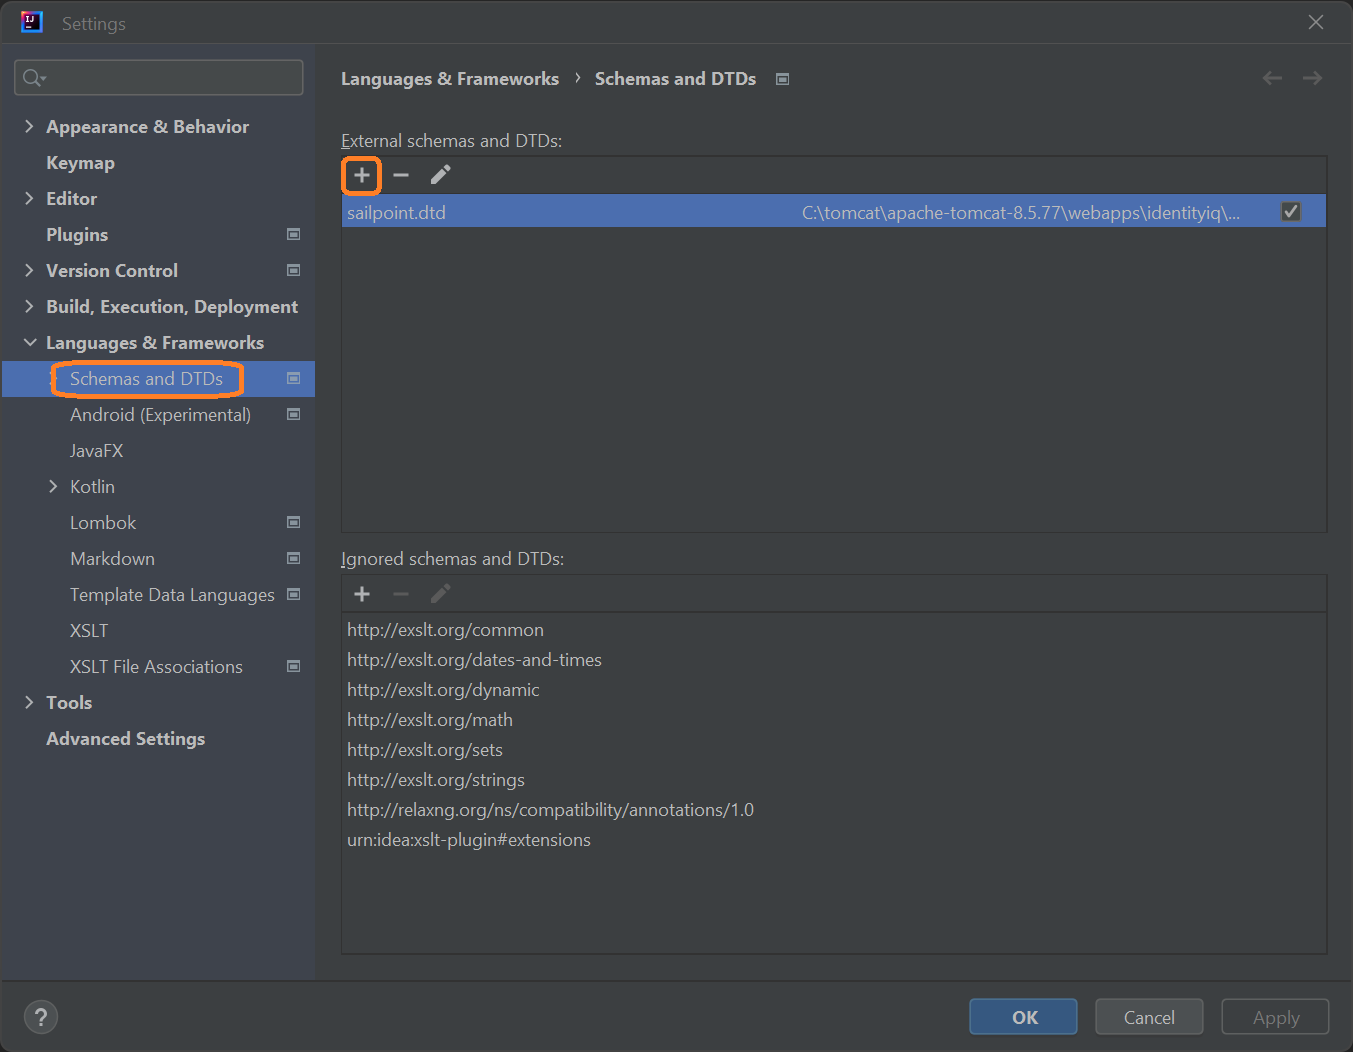 IJ
Settings
Appearance & Behavior
Keymap
Editor
Plugins
Version Control
Build, Execution, Deployment
Languages & Frameworks
Schemas and DTDs
Android (Experimental)
JavaFX
Kotlin
Lombok
Markdown
Template Data Languages
XSLT
XSLT File Associations
Tools
Advanced Settings
Languages & Frameworks › Schemas and DTDs
External schemas and DTDs:
sailpoint.dtd C:\tomcat\apache-tomcat-8.5.77\webapps\identityiq\...
Ignored schemas and DTDs:
http://exslt.org/common
http://exslt.org/dates-and-times
http://exslt.org/dynamic
http://exslt.org/math
http://exslt.org/sets
http://exslt.org/strings
http://relaxng.org/ns/compatibility/annotations/1.0
urn:idea:xslt-plugin#extensions
? OK Cancel Apply